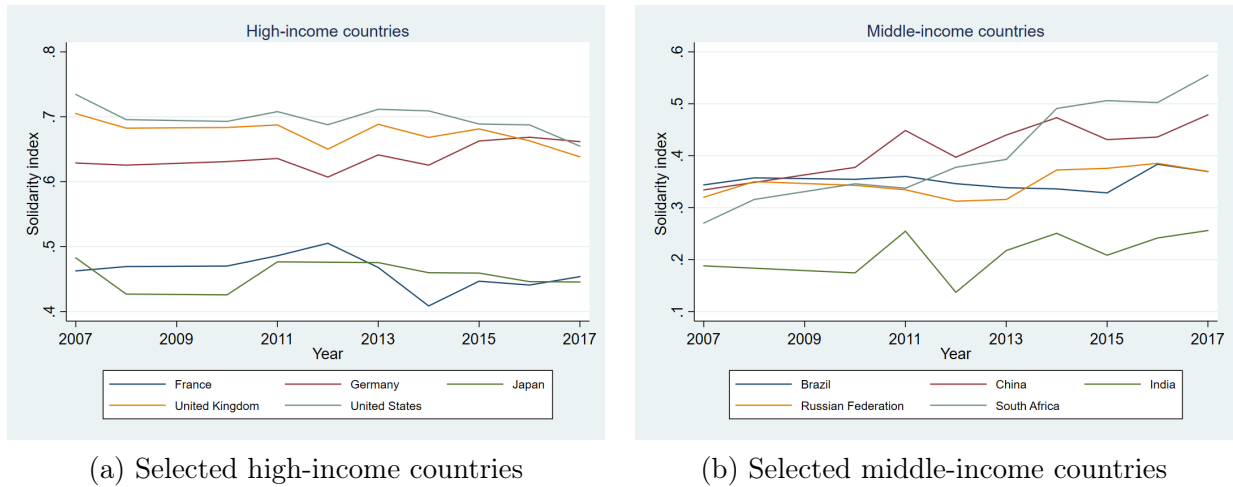 High-income countries
Solidarity index
.8
.7
.6
.5
.4
2007 2009 2011 2013 2015 2017
Year
France Germany Japan
United Kingdom United States
(a) Selected high-income countries
Middle-income countries
Solidarity index
.6
.5
.4
.3
.2
.1
2007 2009 2011 2013 2015 2017
Year
Brazil China India
Russian Federation South Africa
(b) Selected middle-income countries